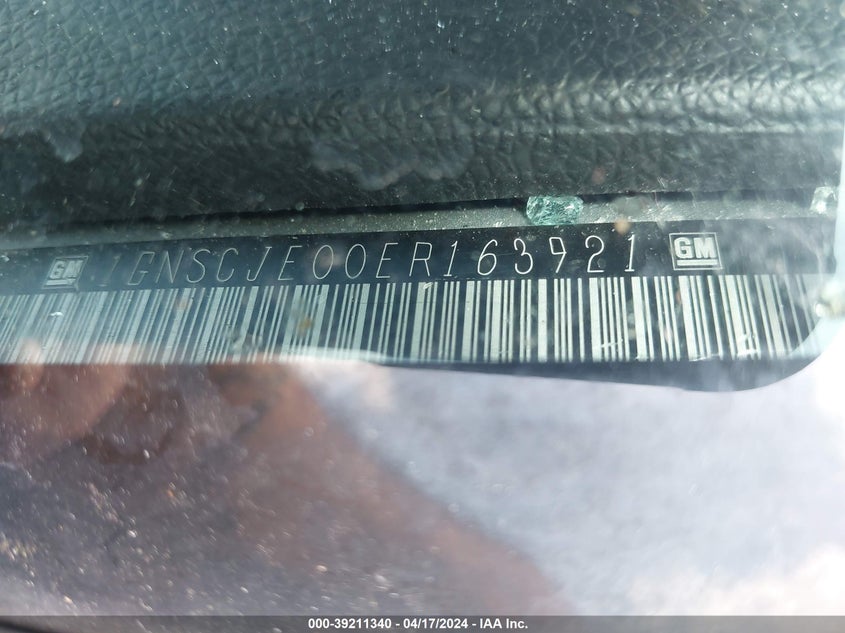 GM 1GNSCJE00ER163921 GM
000-39211340 - 04/17/2024 - IAA Inc.